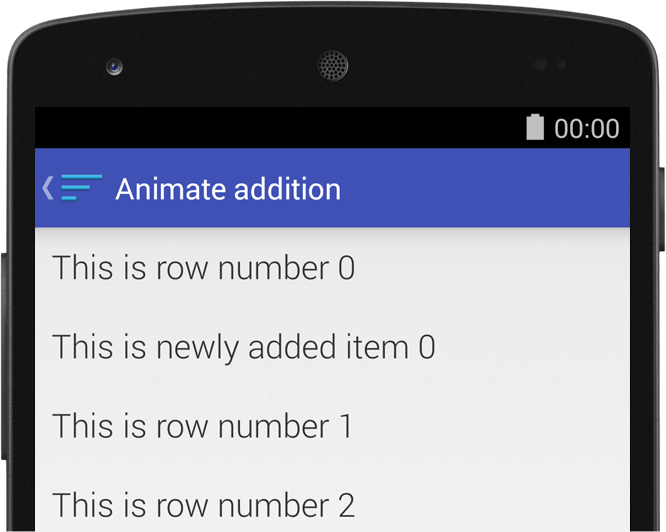 00:00
Animate addition
This is row number 0
This is newly added item 0
This is row number 1
This is row number 2